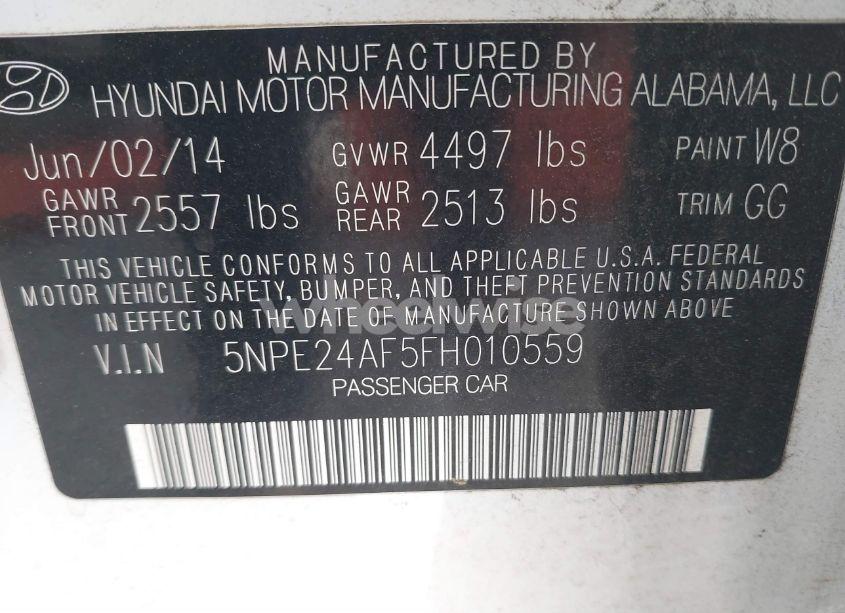 MANUFACTURED BY
HYUNDAI MOTOR MANUFACTURING ALABAMA, LLC
Jun/02/14 GVWR 4497 lbs PAINT W8
GAWR FRONT 2557 lbs GAWR REAR 2513 lbs TRIM GG
THIS VEHICLE CONFORMS TO ALL APPLICABLE U.S.A. FEDERAL
MOTOR VEHICLE SAFETY, BUMPER, AND THEFT PREVENTION STANDARDS
IN EFFECT ON THE DATE OF MANUFACTURE SHOWN ABOVE
wheelwise
V.I.N 5NPE24AF5FH010559
PASSENGER CAR